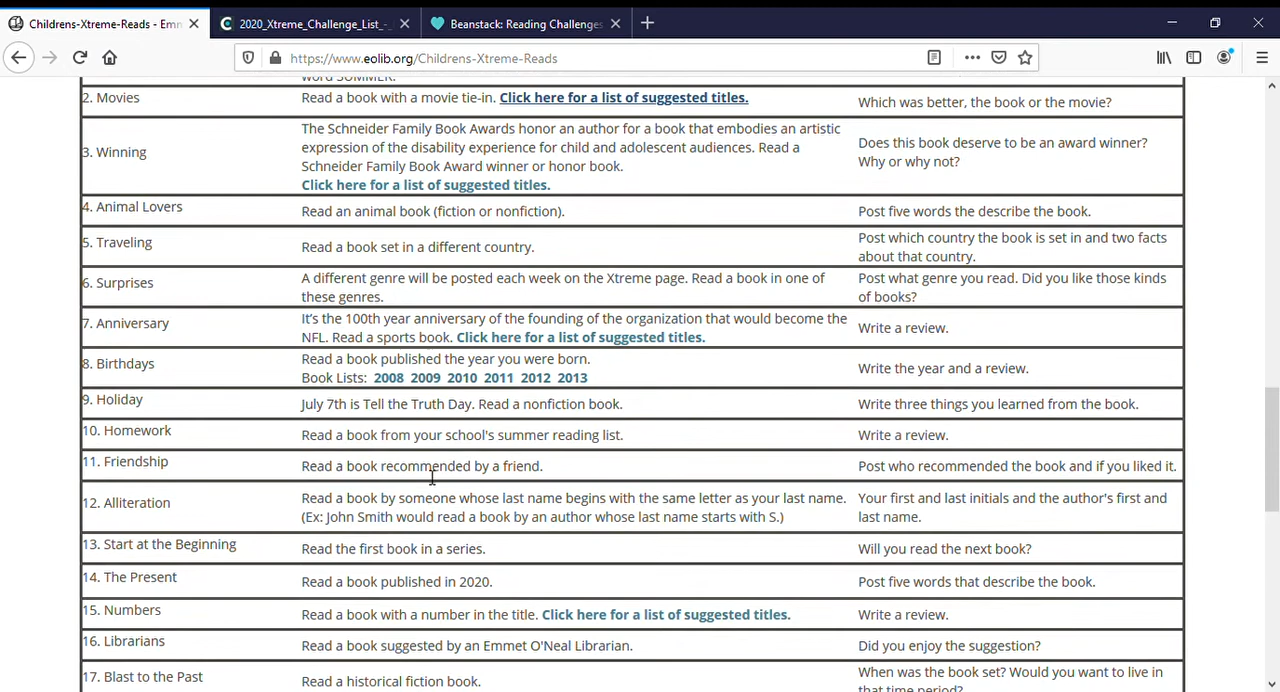 Childrens-Xtreme-Reads - Emm
2020_Xtreme_Challenge_List_-
Beanstack: Reading Challenges
https://www.eolib.org/Childrens-Xtreme-Reads
word SUMMER.
2. Movies
Read a book with a movie tie-in. Click here for a list of suggested titles.
Which was better, the book or the movie?
3. Winning
The Schneider Family Book Awards honor an author for a book that embodies an artistic
expression of the disability experience for child and adolescent audiences. Read a
Schneider Family Book Award winner or honor book.
Click here for a list of suggested titles.
Does this book deserve to be an award winner?
Why or why not?
4. Animal Lovers
Read an animal book (fiction or nonfiction).
Post five words the describe the book.
5. Traveling
Read a book set in a different country.
Post which country the book is set in and two facts
about that country.
6. Surprises
A different genre will be posted each week on the Xtreme page. Read a book in one of
these genres.
Post what genre you read. Did you like those kinds
of books?
7. Anniversary
It's the 100th year anniversary of the founding of the organization that would become the
NFL. Read a sports book. Click here for a list of suggested titles.
Write a review.
8. Birthdays
Read a book published the year you were born.
Book Lists: 2008 2009 2010 2011 2012 2013
Write the year and a review.
9. Holiday
July 7th is Tell the Truth Day. Read a nonfiction book.
Write three things you learned from the book.
10. Homework
Read a book from your school's summer reading list.
Write a review.
11. Friendship
Read a book recommended by a friend.
Post who recommended the book and if you liked it.
12. Alliteration
Read a book by someone whose last name begins with the same letter as your last name.
(Ex: John Smith would read a book by an author whose last name starts with S.)
Your first and last initials and the author's first and
last name.
13. Start at the Beginning
Read the first book in a series.
Will you read the next book?
14. The Present
Read a book published in 2020.
Post five words that describe the book.
15. Numbers
Read a book with a number in the title. Click here for a list of suggested titles.
Write a review.
16. Librarians
Read a book suggested by an Emmet O'Neal Librarian.
Did you enjoy the suggestion?
17. Blast to the Past
Read a historical fiction book.
When was the book set? Would you want to live in
that time period?